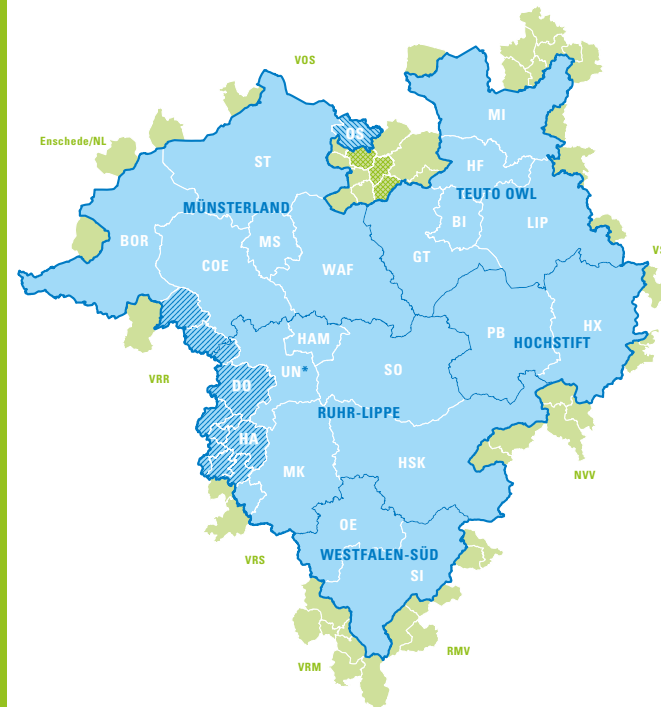 VOS
MI
OS
Enschede/NL
ST
HF
TEUTO OWL
MÜNSTERLAND
BI
LIP
BOR
MS
COE
WAF
GT
HAM
PB
HX
HOCHSTIFT
UN*
SO
VRR
DO
RUHR-LIPPE
HA
MK
HSK
NVV
OE
WESTFALEN-SÜD
VRS
SI
RMV
VRM